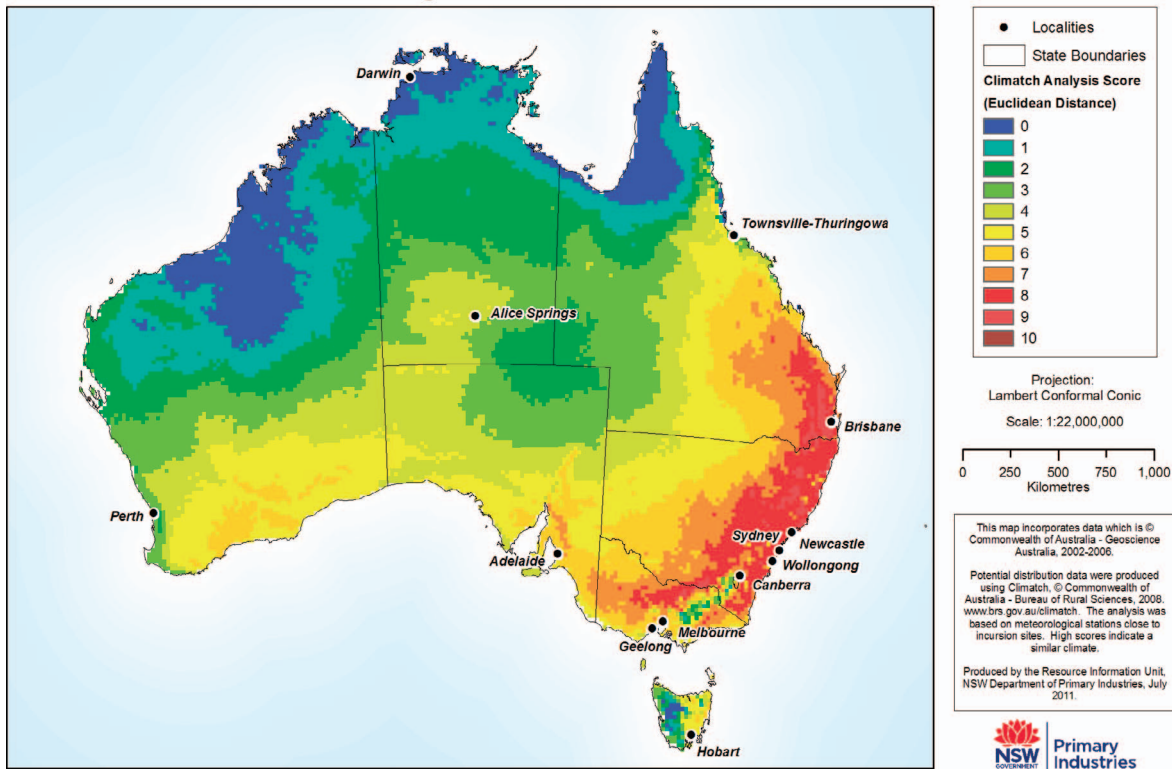 Darwin
Townsville-Thuringowa
Alice Springs
Brisbane
Perth
Adelaide
Sydney
Newcastle
Wollongong
Canberra
Melbourne
Geelong
Hobart
Localities
State Boundaries
Climatch Analysis Score
(Euclidean Distance)
0
1
2
3
4
5
6
7
8
9
10
Projection:
Lambert Conformal Conic
Scale: 1:22,000,000
0 250 500 750 1,000
Kilometres
This map incorporates data which is ©
Commonwealth of Australia - Geoscience
Australia, 2002-2006.
Potential distribution data were produced
using Climatch, © Commonwealth of
Australia - Bureau of Rural Sciences, 2008.
www.brs.gov.au/climatch. The analysis was
based on meteorological stations close to
incursion sites. High scores indicate a
similar climate.
Produced by the Resource Information Unit,
NSW Department of Primary Industries, July
2011.
NSW
GOVERNMENT
Primary
Industries